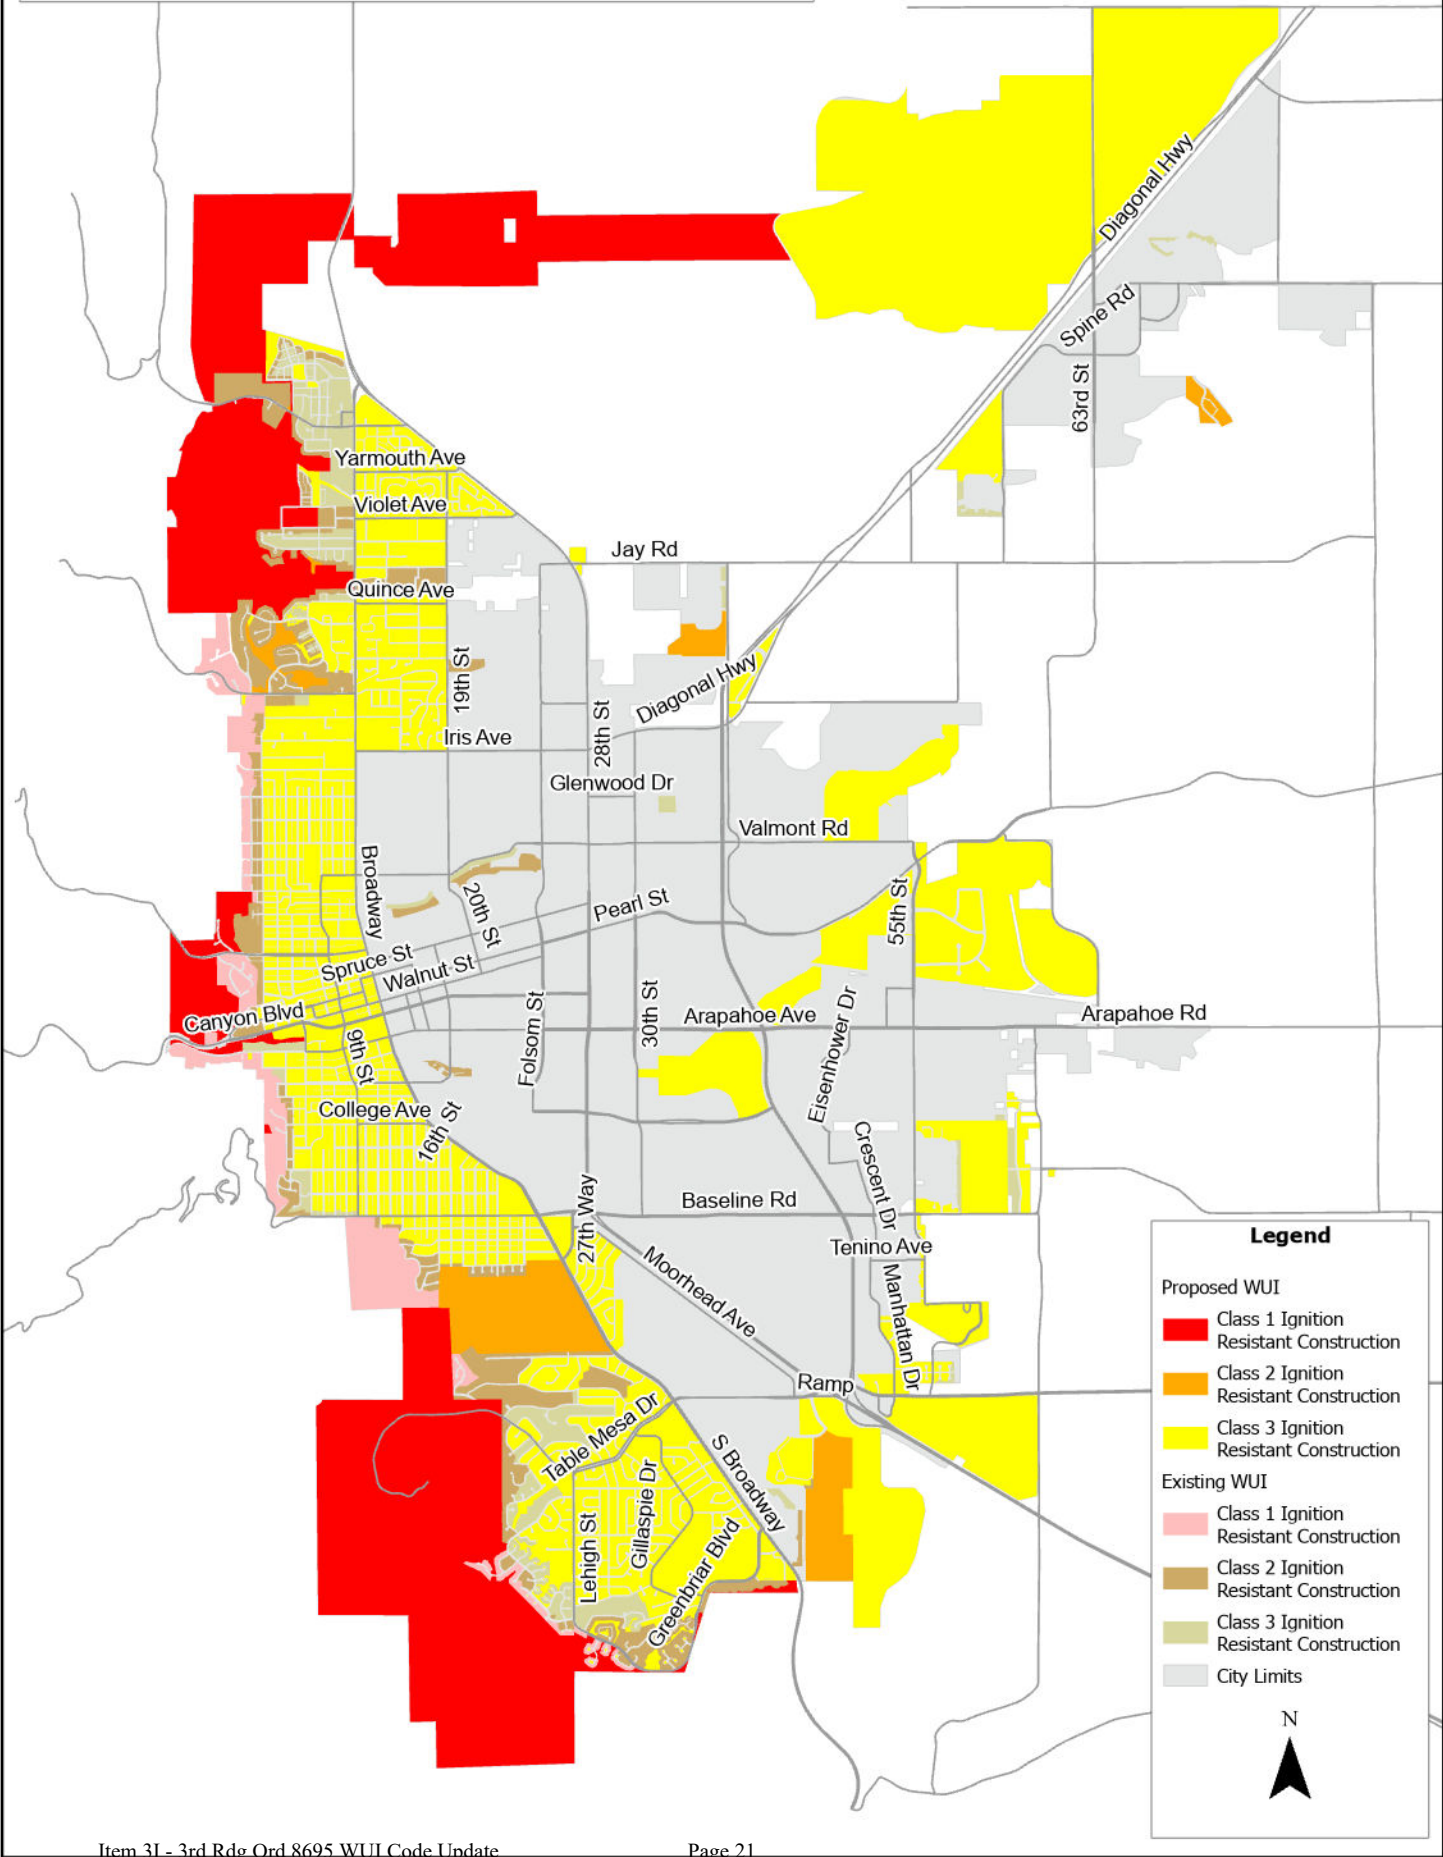 Diagonal Hwy
Spine Rd
63rd St
Yarmouth Ave
Violet Ave
Jay Rd
Quince Ave
19th St
Diagonal Hwy
28th St
Iris Ave
Glenwood Dr
Valmont Rd
Broadway
20th St
Pearl St
55th St
Spruce St
Walnut St
Canyon Blvd
9th St
Folsom St
30th St
Arapahoe Ave
Eisenhower Dr
Arapahoe Rd
College Ave
16th St
Crescent Dr
27th Way
Baseline Rd
Tenino Ave
Moorhead Ave
Manhattan Dr
Ramp
Table Mesa Dr
S Broadway
Lehigh St
Gillaspie Dr
Greenbriar Blvd
Legend
Proposed WUI
Class 1 Ignition
Resistant Construction
Class 2 Ignition
Resistant Construction
Class 3 Ignition
Resistant Construction
Existing WUI
Class 1 Ignition
Resistant Construction
Class 2 Ignition
Resistant Construction
Class 3 Ignition
Resistant Construction
City Limits
N
Item 3I - 3rd Rdg Ord 8695 WUI Code Update Page 21